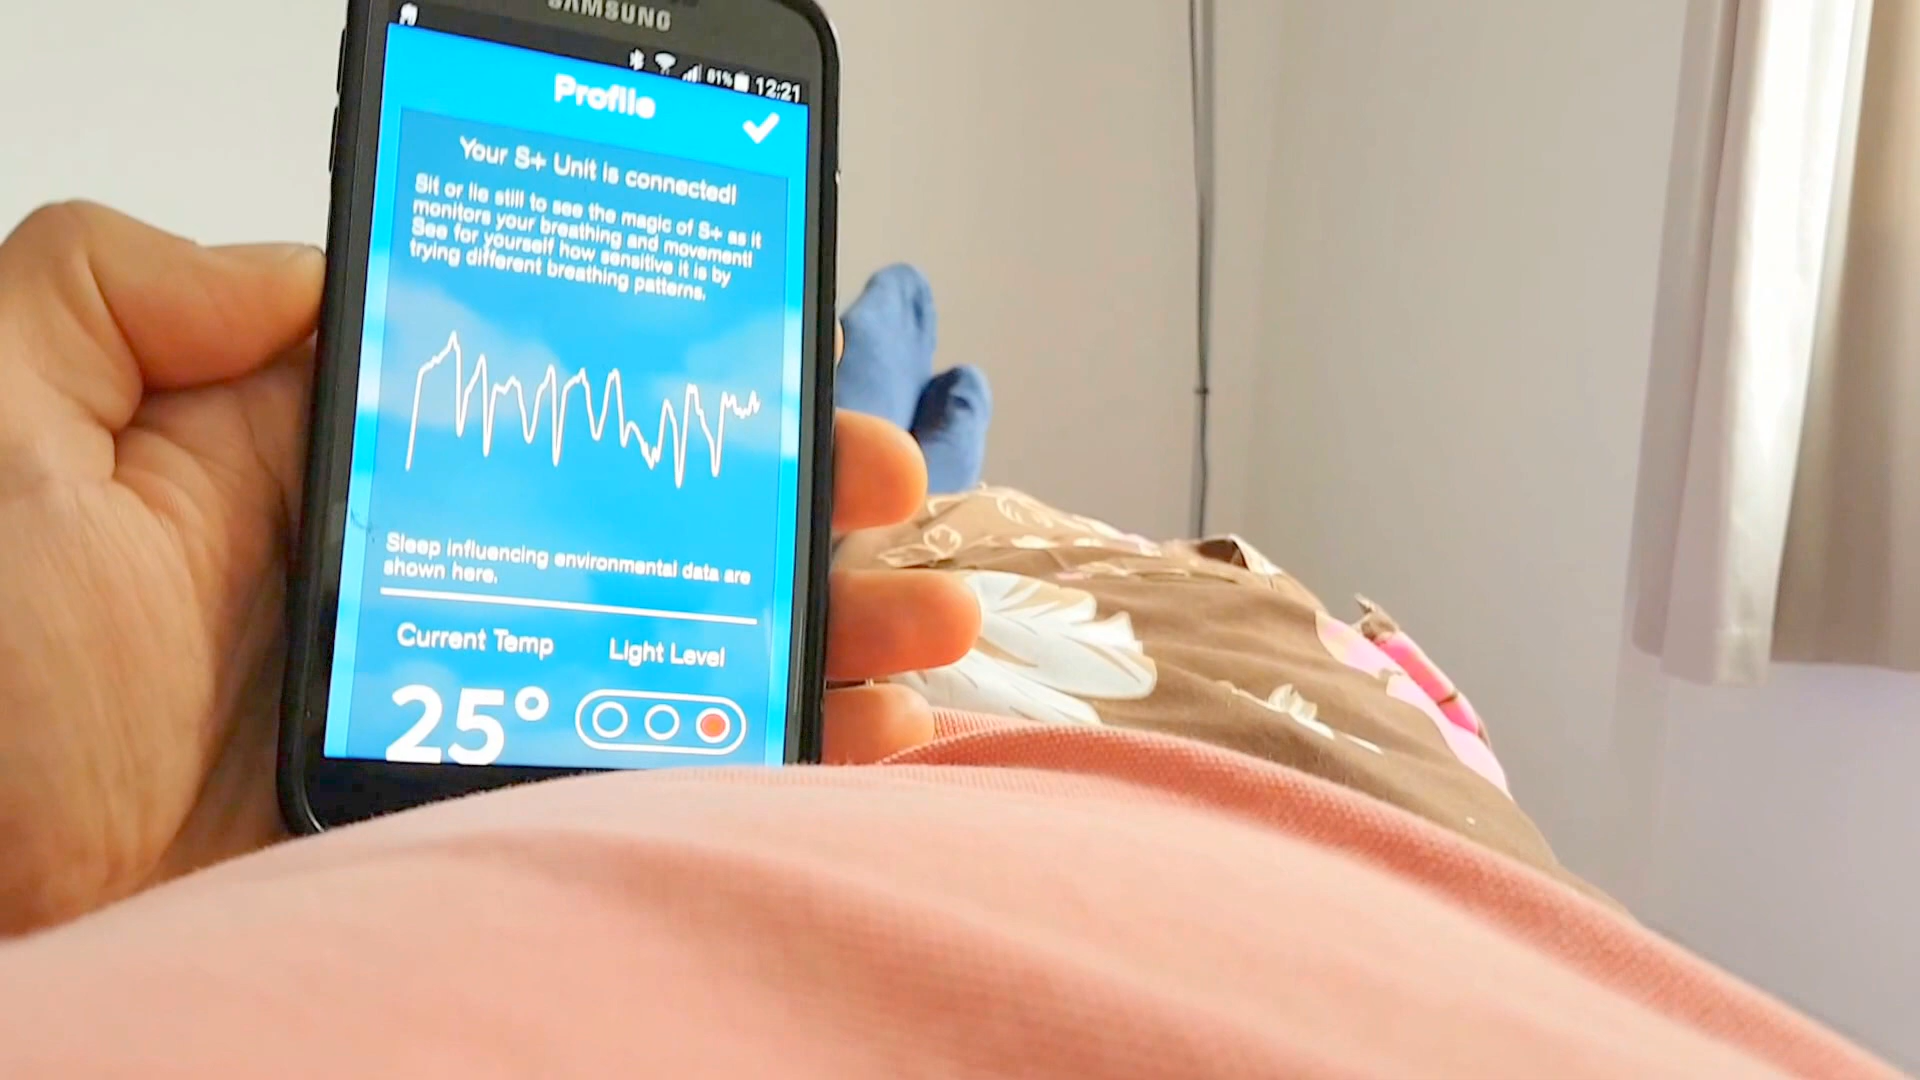 SAMSUNG
81% 12:21
Profile
Your S+ Unit is connected!
Sit or lie still to see the magic of S+ as it
monitors your breathing and movement!
See for yourself how sensitive it is by
trying different breathing patterns.
Sleep influencing environmental data are
shown here.
Current Temp
Light Level
25°